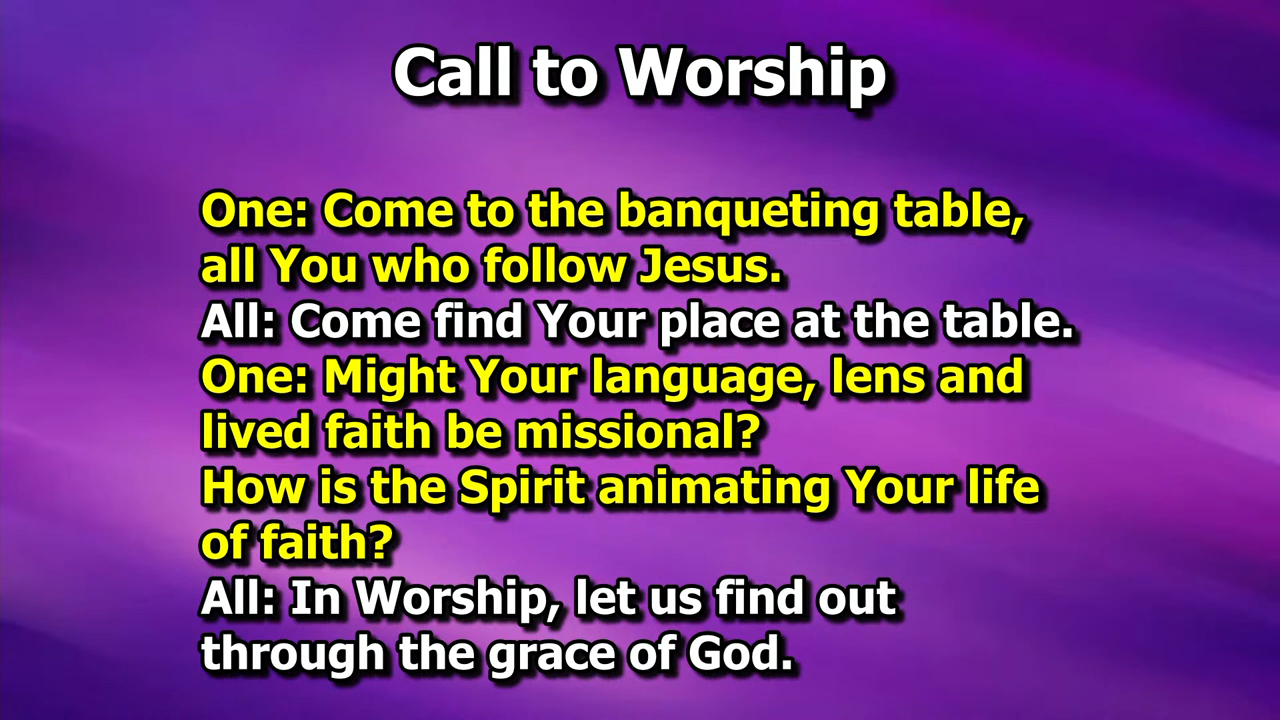 Call to Worship
One: Come to the banqueting table,
all You who follow Jesus.
All: Come find Your place at the table.
One: Might Your language, lens and
lived faith be missional?
How is the Spirit animating Your life
of faith?
All: In Worship, let us find out
through the grace of God.